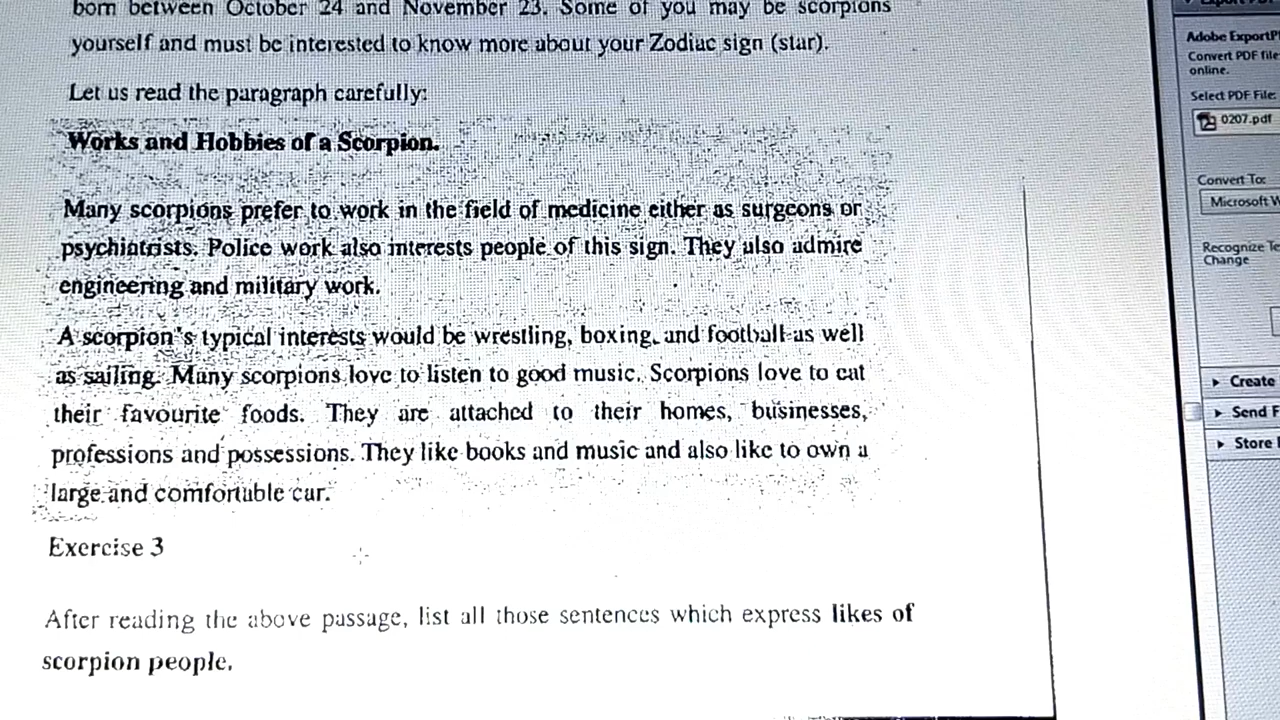 born between October 24 and November 23. Some of you may be scorpions
yourself and must be interested to know more about your Zodiac sign (star).
Let us read the paragraph carefully:
Works and Hobbies of a Scorpion.
Many scorpions prefer to work in the field of medicine either as surgeons or
psychiatrists. Police work also interests people of this sign. They also admire
engineering and military work.
A scorpion's typical interests would be wrestling, boxing, and football as well
as sailing. Many scorpions love to listen to good music. Scorpions love to eat
their favourite foods. They are attached to their homes, businesses,
professions and possessions. They like books and music and also like to own a
large and comfortable car.
Exercise 3
After reading the above passage, list all those sentences which express likes of
scorpion people.
Adobe ExportP
Convert PDF file
online.
Select PDF File:
0207.pdf
Convert To:
Microsoft W
Recognize Te
Change
Create
Send F
Store